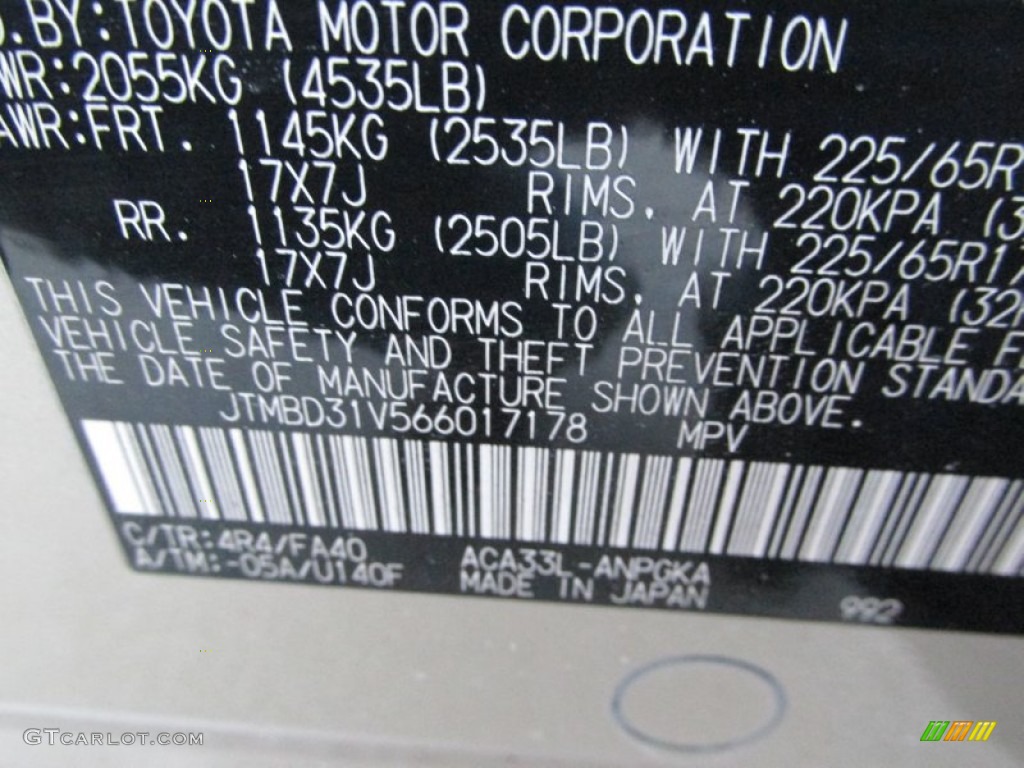 D. BY: TOYOTA MOTOR CORPORATION
WR: 2055KG (4535LB)
AWR: FRT. 1145KG (2535LB) WITH 225/65R
17X7J RIMS. AT 220KPA (3
RR. 1135KG (2505LB) WITH 225/65R17
17X7J RIMS. AT 220KPA (32
THIS VEHICLE CONFORMS TO ALL APPLICABLE F
VEHICLE SAFETY AND THEFT PREVENTION STANDA
THE DATE OF MANUFACTURE SHOWN ABOVE.
JTMBD31V566017178 MPV
C/TR: 4R4/FA40 ACA33L-ANPGKA
A/TM: -05A/U140F MADE IN JAPAN 992
GTCARLOT.COM